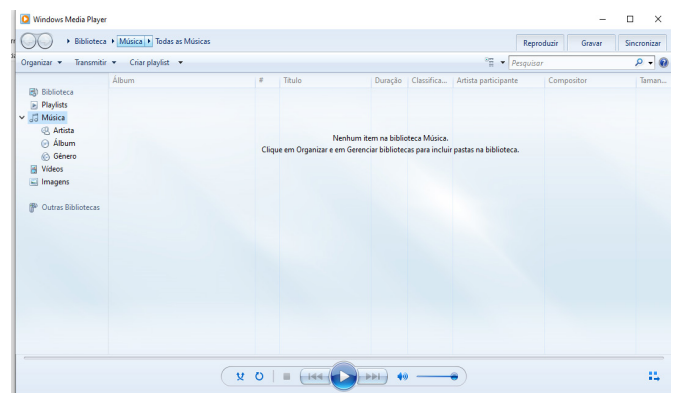 Windows Media Player
Biblioteca Música Todas as Músicas
Reproduzir Gravar Sincronizar
Organizar Transmitir Criar playlist
Pesquisar
Álbum # Título Duração Classifica... Artista participante Compositor Taman...
Biblioteca
Playlists
Música
Artista
Álbum
Gênero
Vídeos
Imagens
Outras Bibliotecas
Nenhum item na biblioteca Música.
Clique em Organizar e em Gerenciar bibliotecas para incluir pastas na biblioteca.